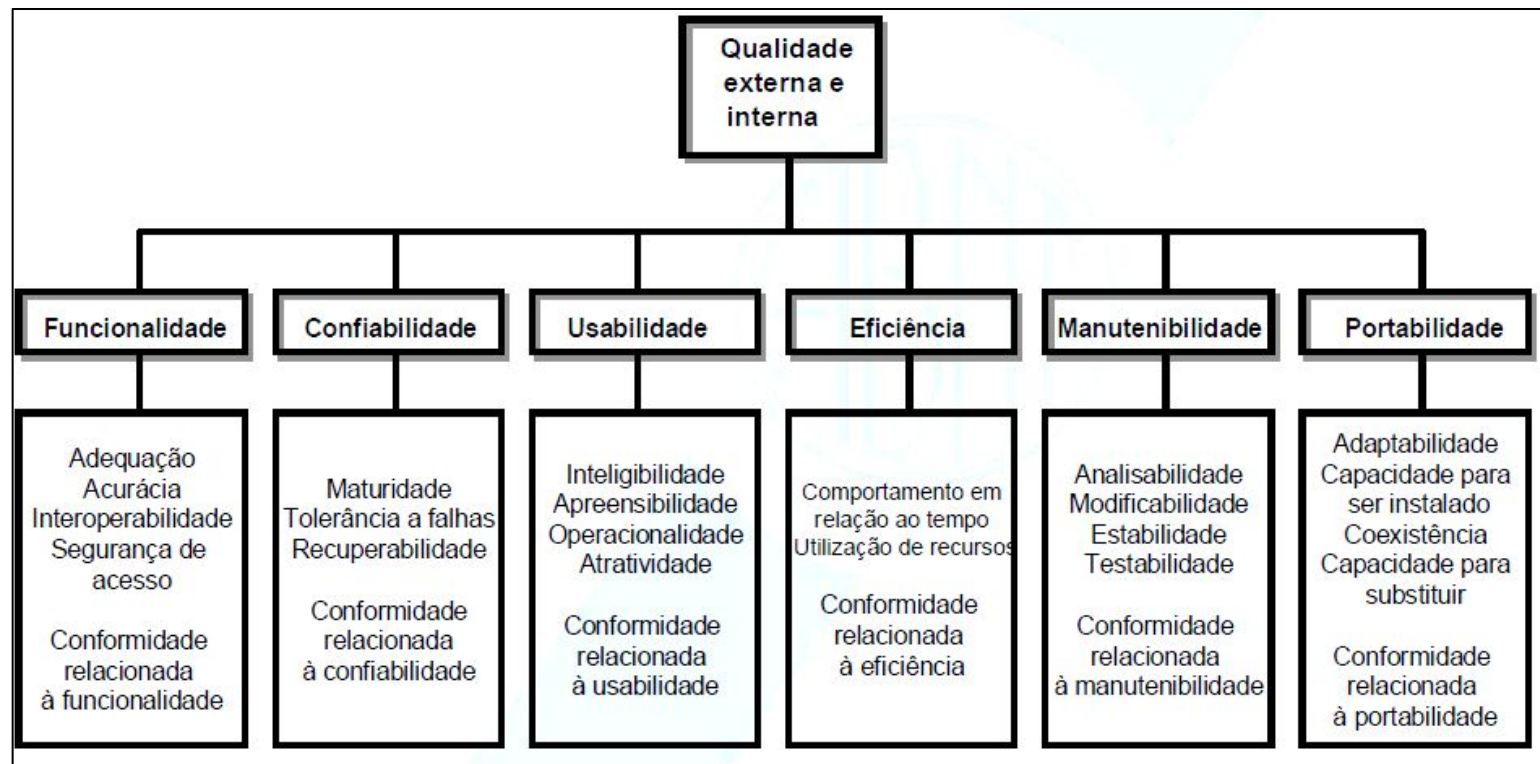 Qualidade
externa e
interna
Funcionalidade
Confiabilidade
Usabilidade
Eficiência
Manutenibilidade
Portabilidade
Adequação
Acurácia
Interoperabilidade
Segurança de
acesso
Conformidade
relacionada
à funcionalidade
Maturidade
Tolerância a falhas
Recuperabilidade
Conformidade
relacionada
à confiabilidade
Inteligibilidade
Apreensibilidade
Operacionalidade
Atratividade
Conformidade
relacionada
à usabilidade
Comportamento em
relação ao tempo
Utilização de recursos
Conformidade
relacionada
à eficiência
Analisabilidade
Modificabilidade
Estabilidade
Testabilidade
Conformidade
relacionada
à manutenibilidade
Adaptabilidade
Capacidade para
ser instalado
Coexistência
Capacidade para
substituir
Conformidade
relacionada
à portabilidade